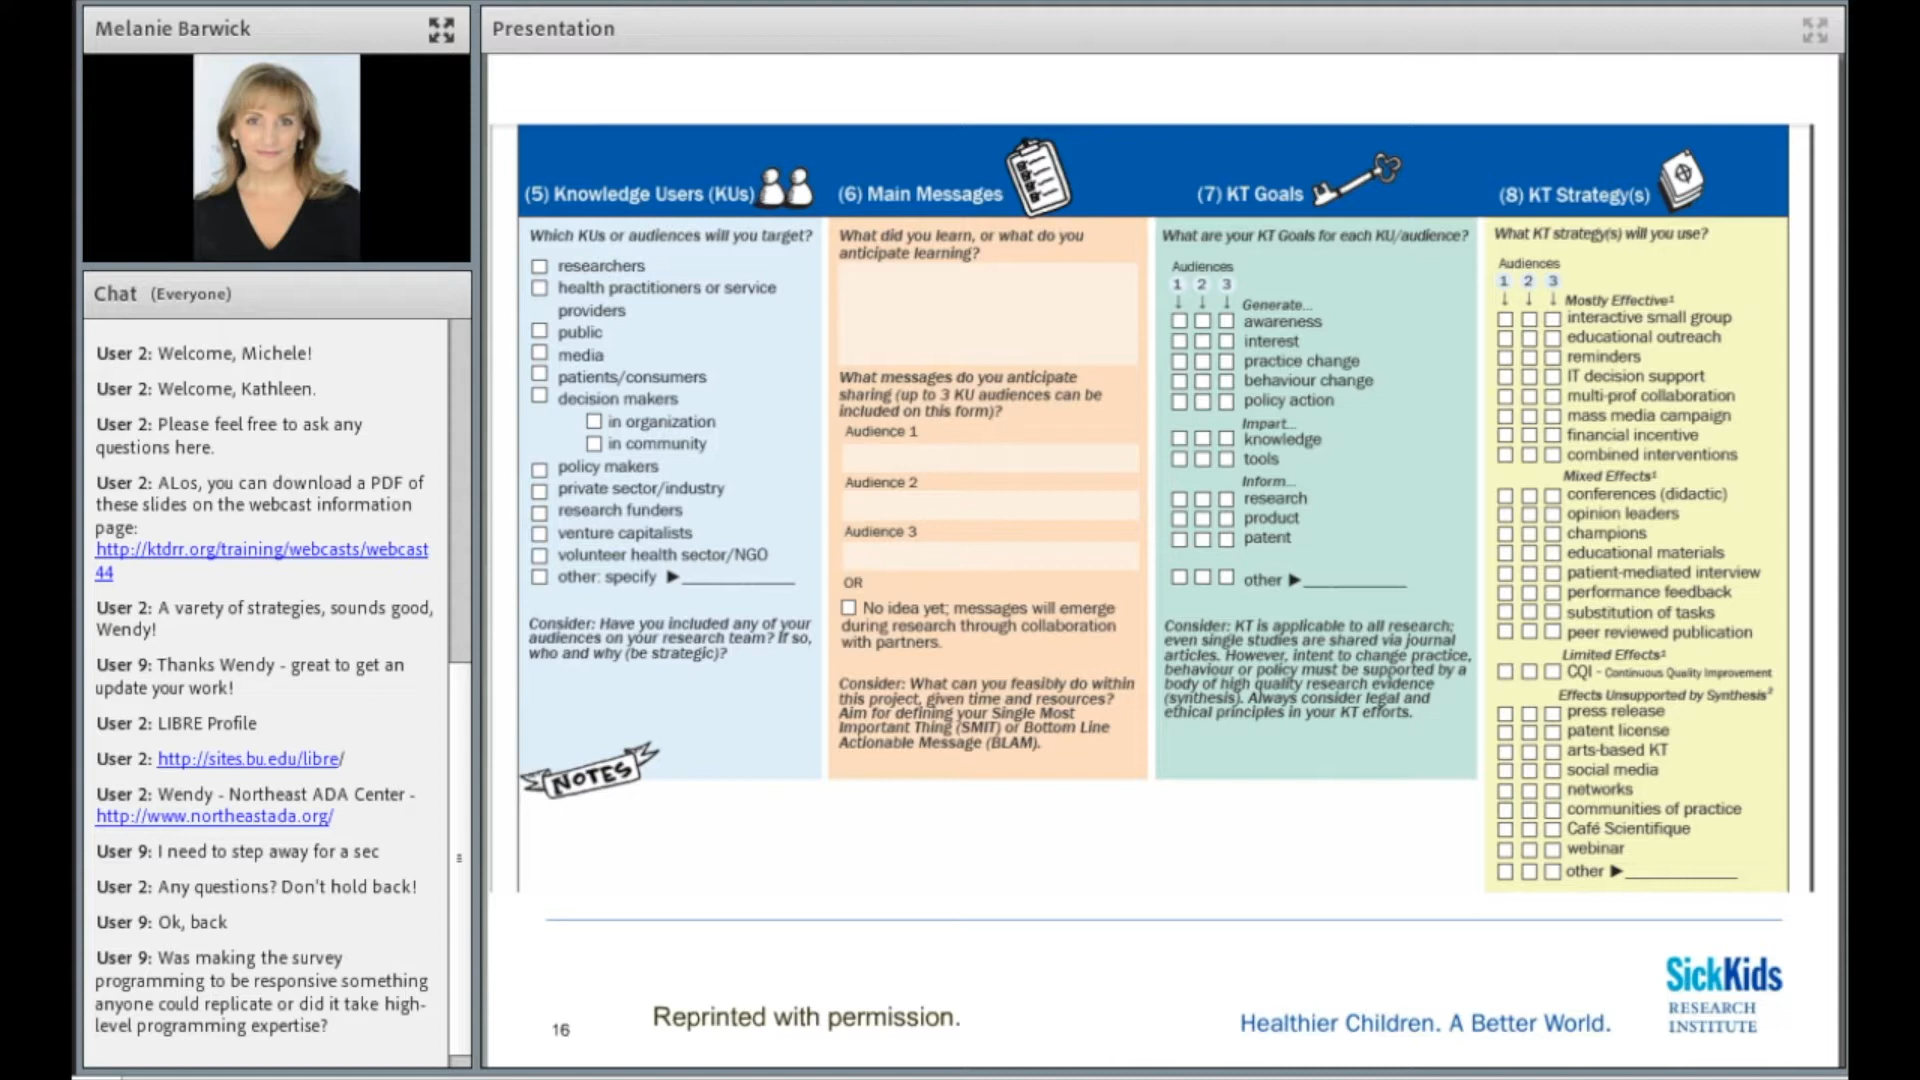 Melanie Barwick
Chat (Everyone)
User 2: Welcome, Michele!
User 2: Welcome, Kathleen.
User 2: Please feel free to ask any
questions here.
User 2: ALos, you can download a PDF of
these slides on the webcast information
page:
http://ktdrr.org/training/webcasts/webcast
44
User 2: A varety of strategies, sounds good,
Wendy!
User 9: Thanks Wendy - great to get an
update your work!
User 2: LIBRE Profile
User 2: http://sites.bu.edu/libre/
User 2: Wendy - Northeast ADA Center -
http://www.northeastada.org/
User 9: I need to step away for a sec
User 2: Any questions? Don't hold back!
User 9: Ok, back
User 9: Was making the survey
programming to be responsive something
anyone could replicate or did it take high-
level programming expertise?
Presentation
(5) Knowledge Users (KUs)
Which KUs or audiences will you target?
researchers
health practitioners or service
providers
public
media
patients/consumers
decision makers
in organization
in community
policy makers
private sector/industry
research funders
venture capitalists
volunteer health sector/NGO
other: specify ►
Consider: Have you included any of your
audiences on your research team? If so,
who and why (be strategic)?
NOTES
(6) Main Messages
What did you learn, or what do you
anticipate learning?
What messages do you anticipate
sharing (up to 3 KU audiences can be
included on this form)?
Audience 1
Audience 2
Audience 3
OR
No idea yet; messages will emerge
during research through collaboration
with partners.
Consider: What can you feasibly do within
this project, given time and resources?
Aim for defining your Single Most
Important Thing (SMIT) or Bottom Line
Actionable Message (BLAM).
(7) KT Goals
What are your KT Goals for each KU/audience?
Audiences
1 2 3
Generate...
awareness
interest
practice change
behaviour change
policy action
Impart...
knowledge
tools
Inform...
research
product
patent
other ►
Consider: KT is applicable to all research;
even single studies are shared via journal
articles. However, intent to change practice,
behaviour or policy must be supported by a
body of high quality research evidence
(synthesis). Always consider legal and
ethical principles in your KT efforts.
(8) KT Strategy(s)
What KT strategy(s) will you use?
Audiences
1 2 3
Mostly Effective¹
interactive small group
educational outreach
reminders
IT decision support
multi-prof collaboration
mass media campaign
financial incentive
combined interventions
Mixed Effects¹
conferences (didactic)
opinion leaders
champions
educational materials
patient-mediated interview
performance feedback
substitution of tasks
peer reviewed publication
Limited Effects¹
CQI - Continuous Quality Improvement
Effects Unsupported by Synthesis²
press release
patent license
arts-based KT
social media
networks
communities of practice
Café Scientifique
webinar
other ►
16
Reprinted with permission.
Healthier Children. A Better World.
SickKids
RESEARCH
INSTITUTE